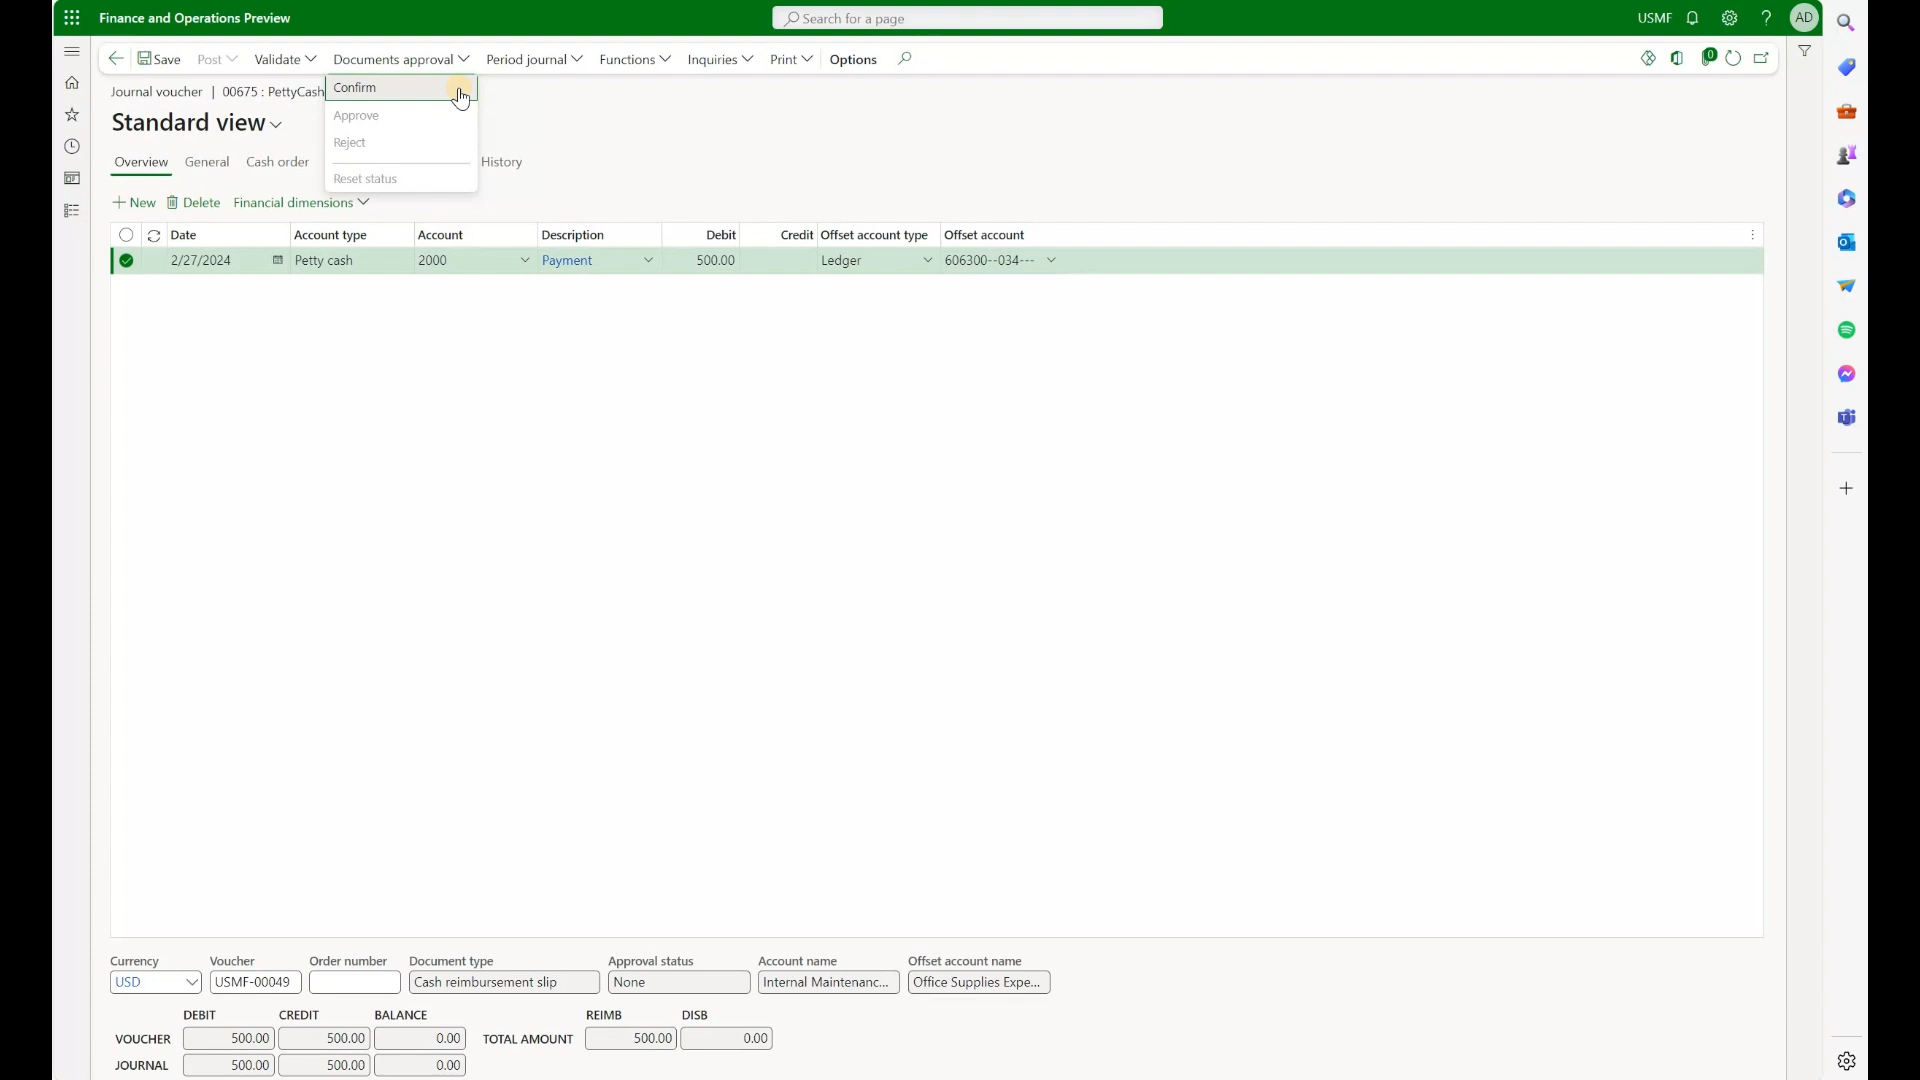 Finance and Operations Preview
Search for a page
USMF
?
AD
Save Post Validate Documents approval Period journal Functions Inquiries Print Options
0
Journal voucher | 00675 : PettyCash
Confirm
Approve
Reject
Reset status
Standard view
Overview General Cash order History
New Delete Financial dimensions
Date Account type Account Description Debit Credit Offset account type Offset account
2/27/2024 Petty cash 2000 Payment 500.00 Ledger 606300--034---
Currency Voucher Order number Document type Approval status Account name Offset account name
USD USMF-00049 Cash reimbursement slip None Internal Maintenanc... Office Supplies Expe...
DEBIT CREDIT BALANCE REIMB DISB
VOUCHER 500.00 500.00 0.00 TOTAL AMOUNT 500.00 0.00
JOURNAL 500.00 500.00 0.00